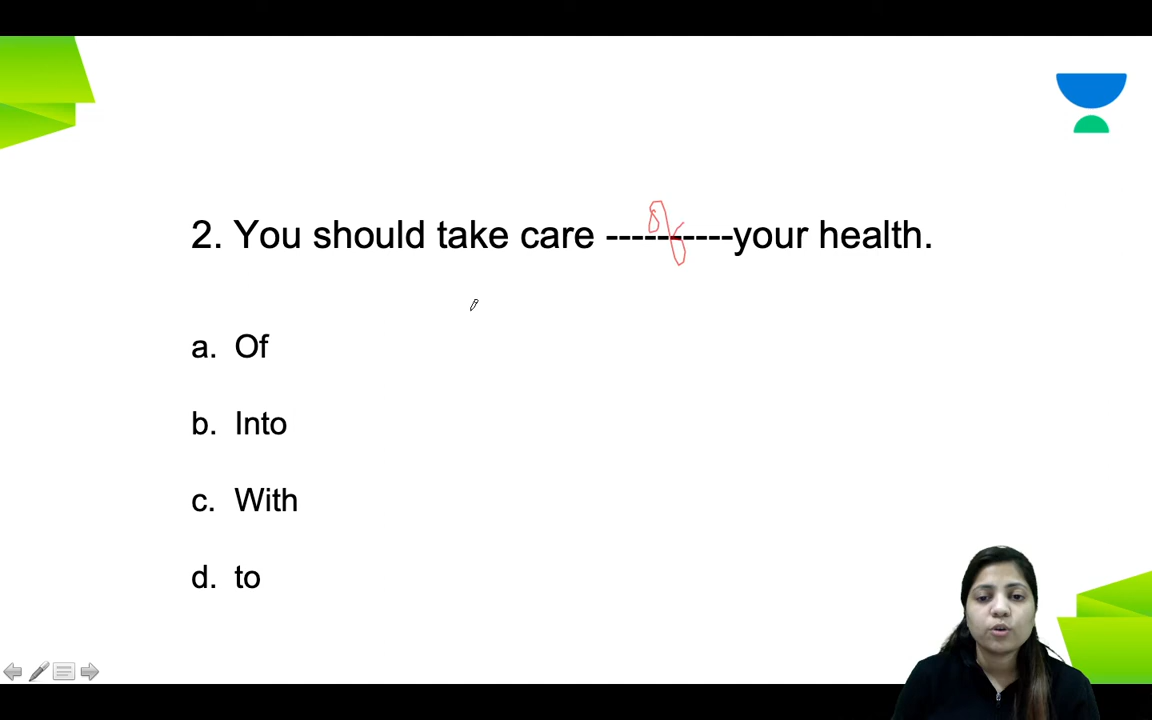 2. You should take care ----------your health.
of
a. Of
b. Into
c. With
d. to